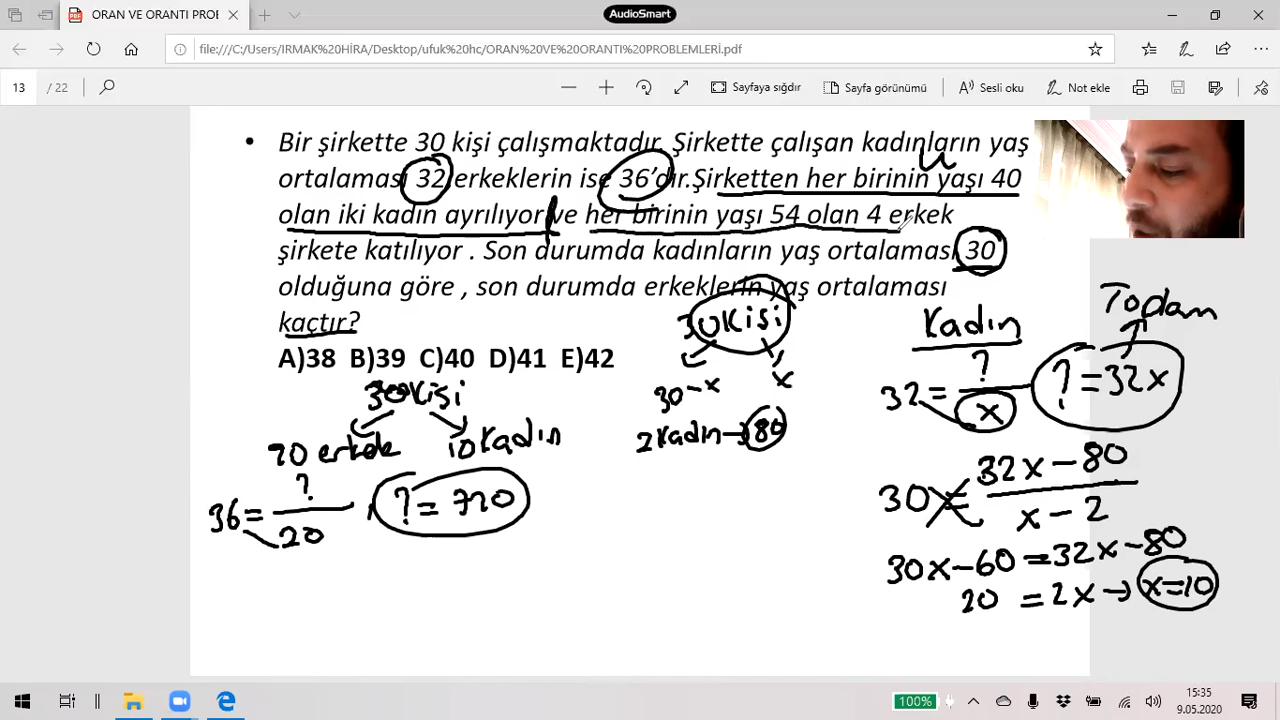 AudioSmart
ORAN VE ORANTI PROB
file:///C:/Users/IRMAK%20HİRA/Desktop/ufuk%20hc/ORAN%20VE%20ORANTI%20PROBLEMLERİ.pdf
13 / 22
Sayfaya sığdır
Sayfa görünümü
Sesli oku
Not ekle
• Bir şirkette 30 kişi çalışmaktadır. Şirkette çalışan kadınların yaş
ortalaması 32 erkeklerin ise 36'dır.Şirketten her birinin yaşı 40
olan iki kadın ayrılıyor ve her birinin yaşı 54 olan 4 erkek
şirkete katılıyor . Son durumda kadınların yaş ortalaması 30
olduğuna göre , son durumda erkeklerin yaş ortalaması
kaçtır?
A)38 B)39 C)40 D)41 E)42
30 kişi
20 erkek 10 kadın
36 = ?
20
? = 720
30 kişi
30-x x
2 kadın → 80
Kadın
32 = ?
x
? = 32x
Toplam
30 = 32x - 80
x - 2
30x - 60 = 32x - 80
20 = 2x → x = 10
100%
15:35
9.05.2020